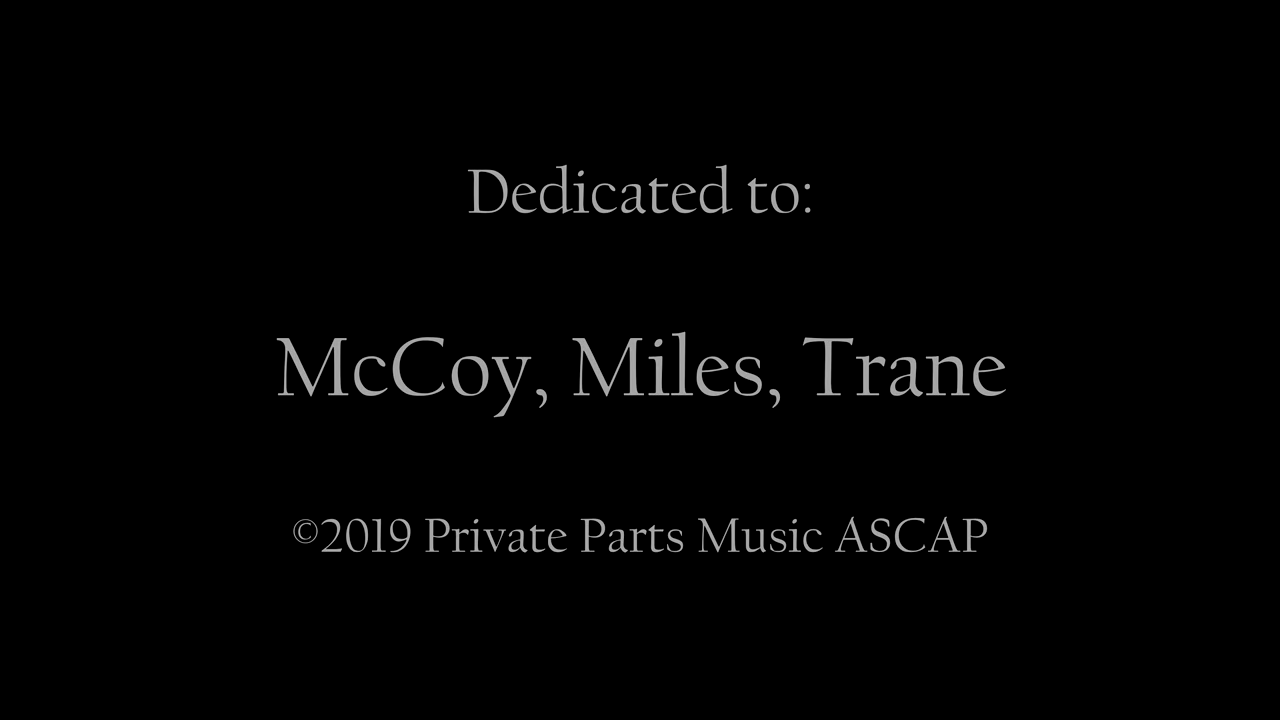 Dedicated to:
McCoy, Miles, Trane
©2019 Private Parts Music ASCAP